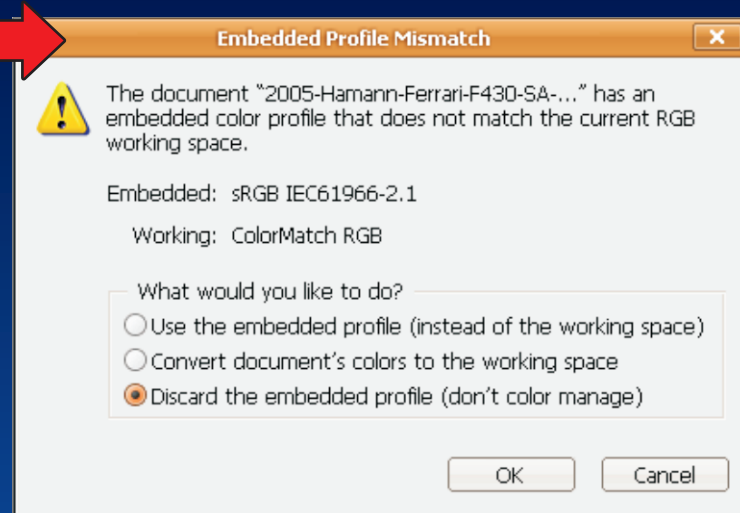 Embedded Profile Mismatch
The document "2005-Hamann-Ferrari-F430-SA-..." has an
embedded color profile that does not match the current RGB
working space.
Embedded: sRGB IEC61966-2.1
Working: ColorMatch RGB
What would you like to do?
Use the embedded profile (instead of the working space)
Convert document's colors to the working space
Discard the embedded profile (don't color manage)
OK Cancel